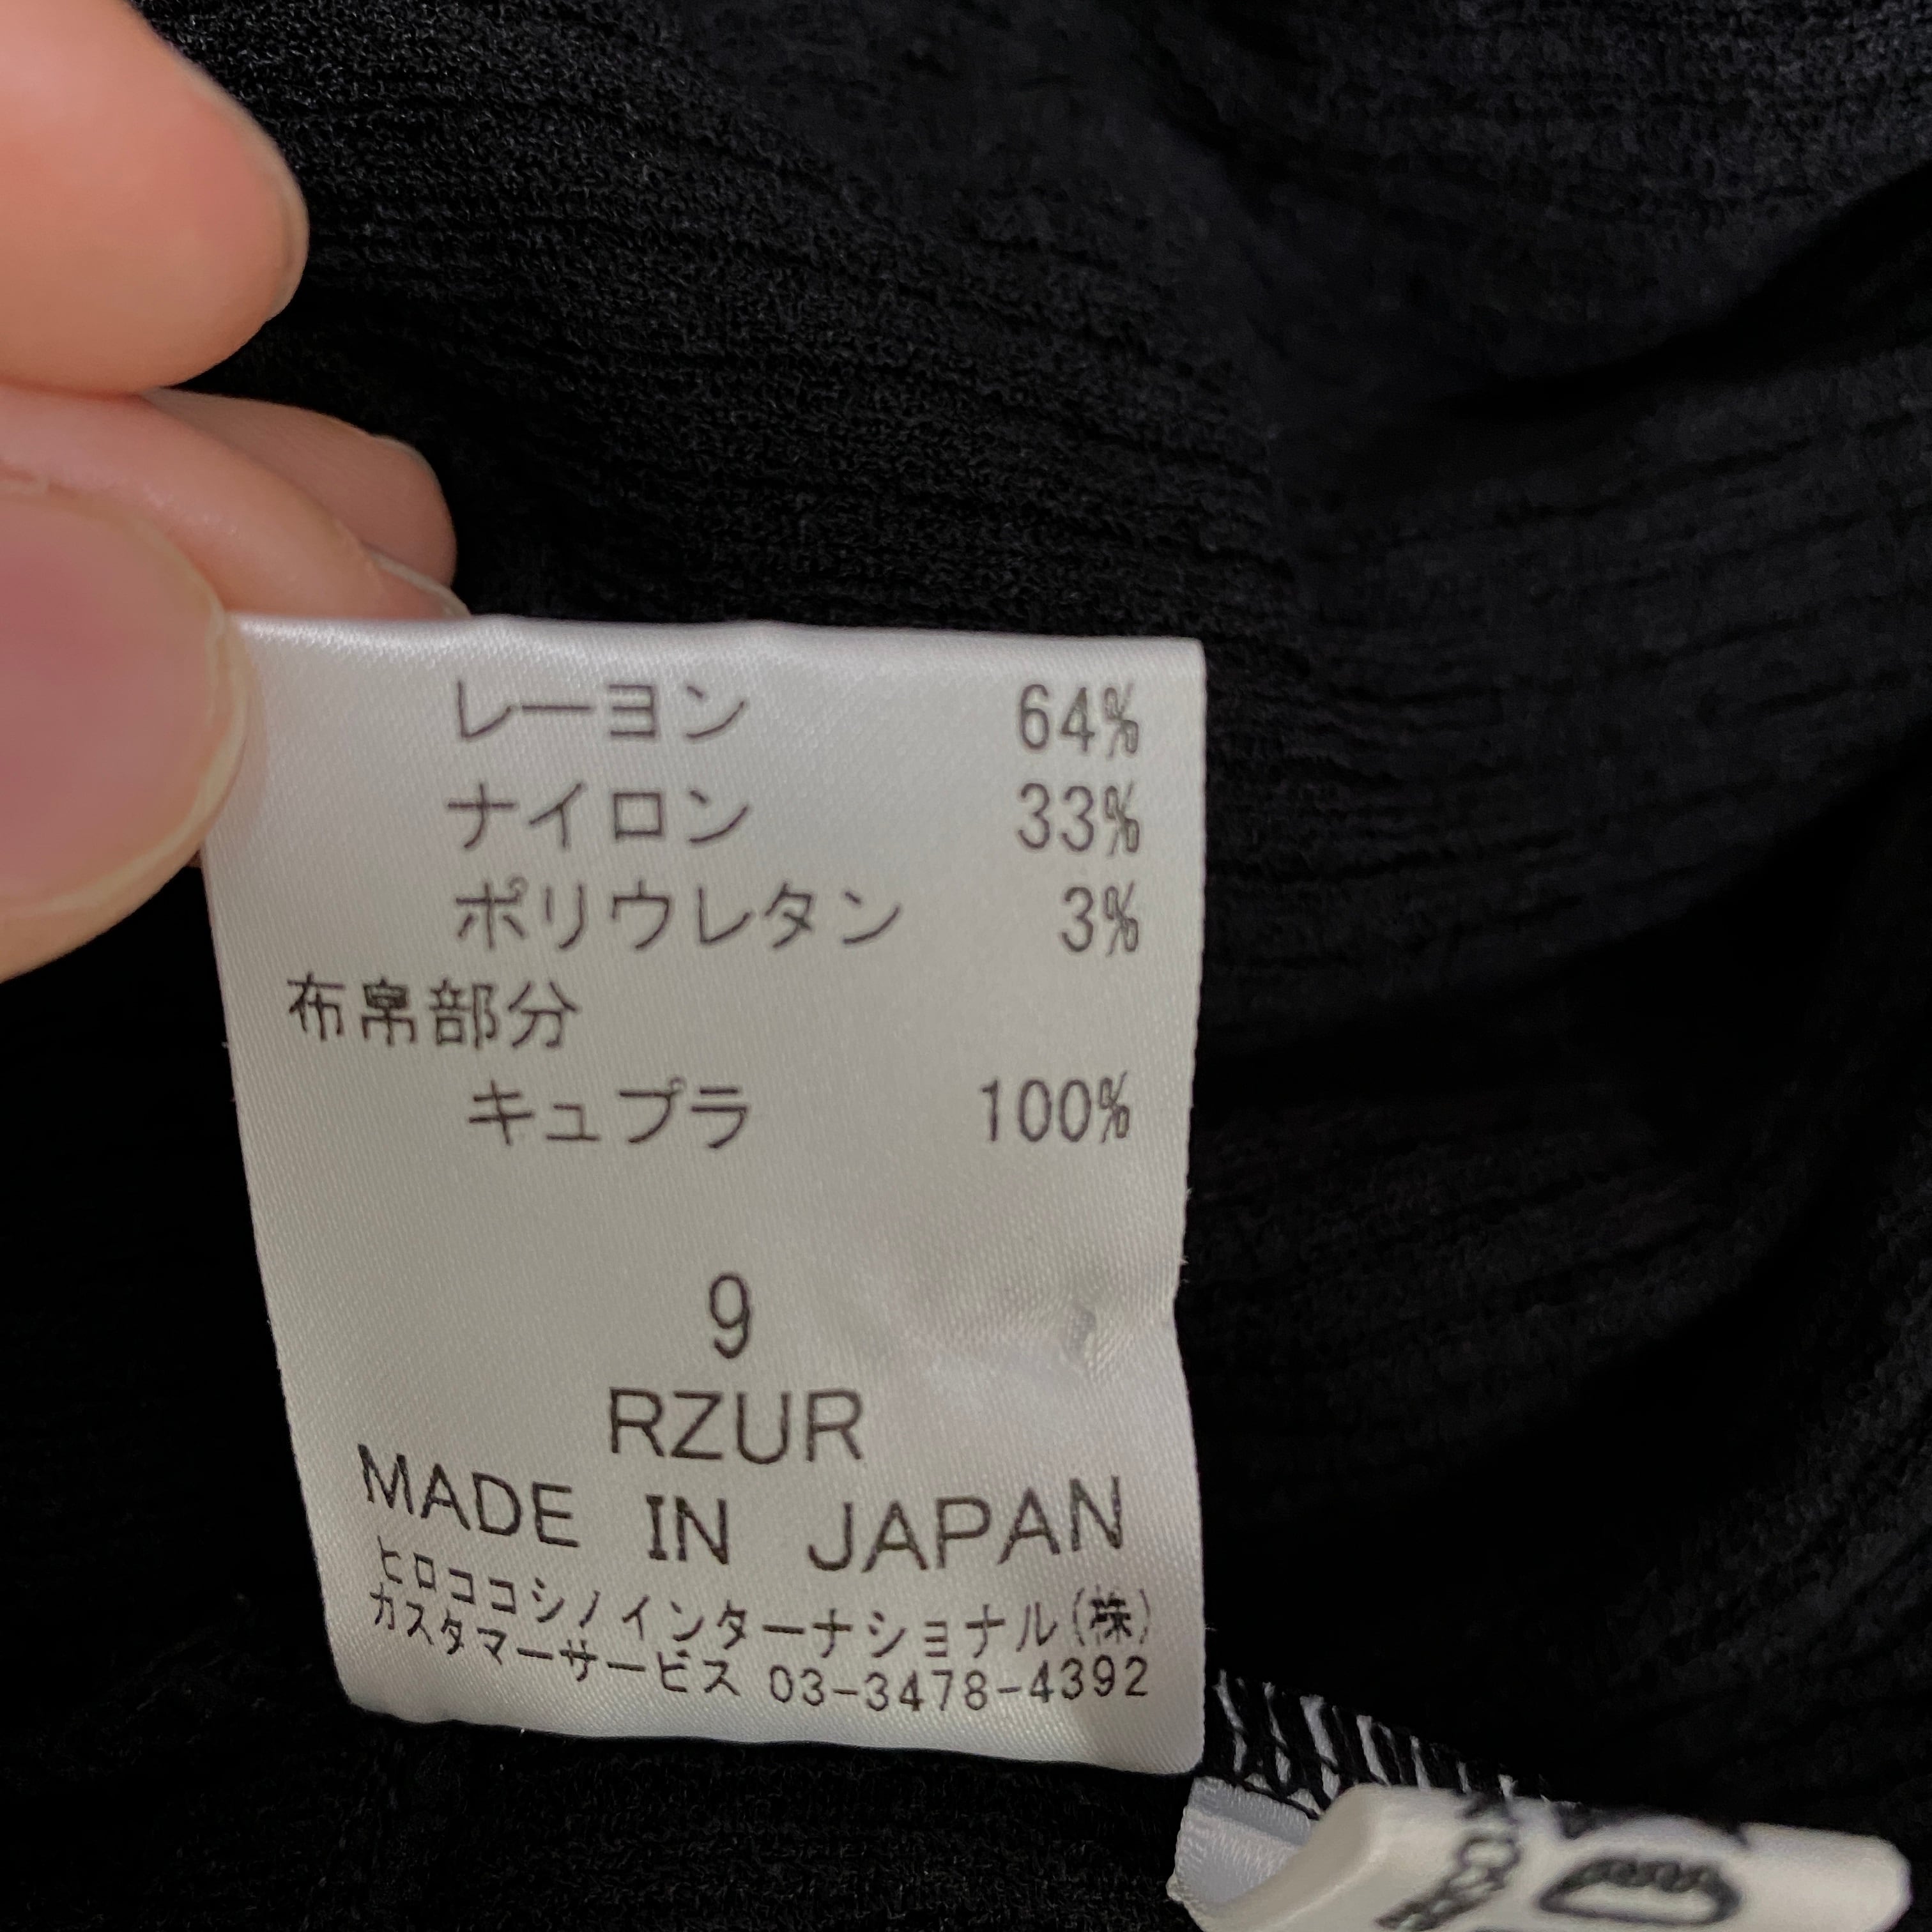 レーヨン 64%
ナイロン 33%
ポリウレタン 3%
布帛部分
キュプラ 100%
9
RZUR
MADE IN JAPAN
ヒロココシノインターナショナル(株)
カスタマーサービス 03-3478-4392